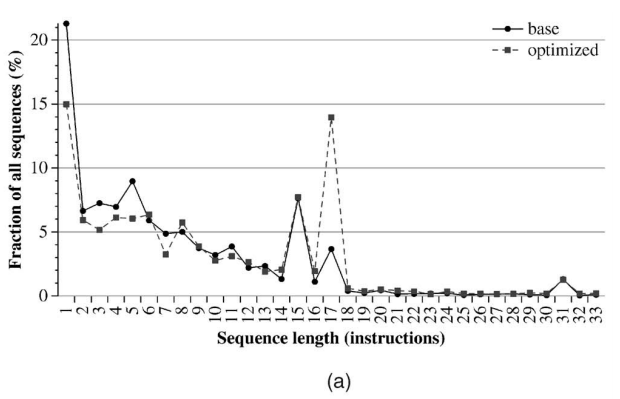 base
optimized
Fraction of all sequences (%)
20
15
10
5
0
1 2 3 4 5 6 7 8 9 10 11 12 13 14 15 16 17 18 19 20 21 22 23 24 25 26 27 28 29 30 31 32 33
Sequence length (instructions)
(a)